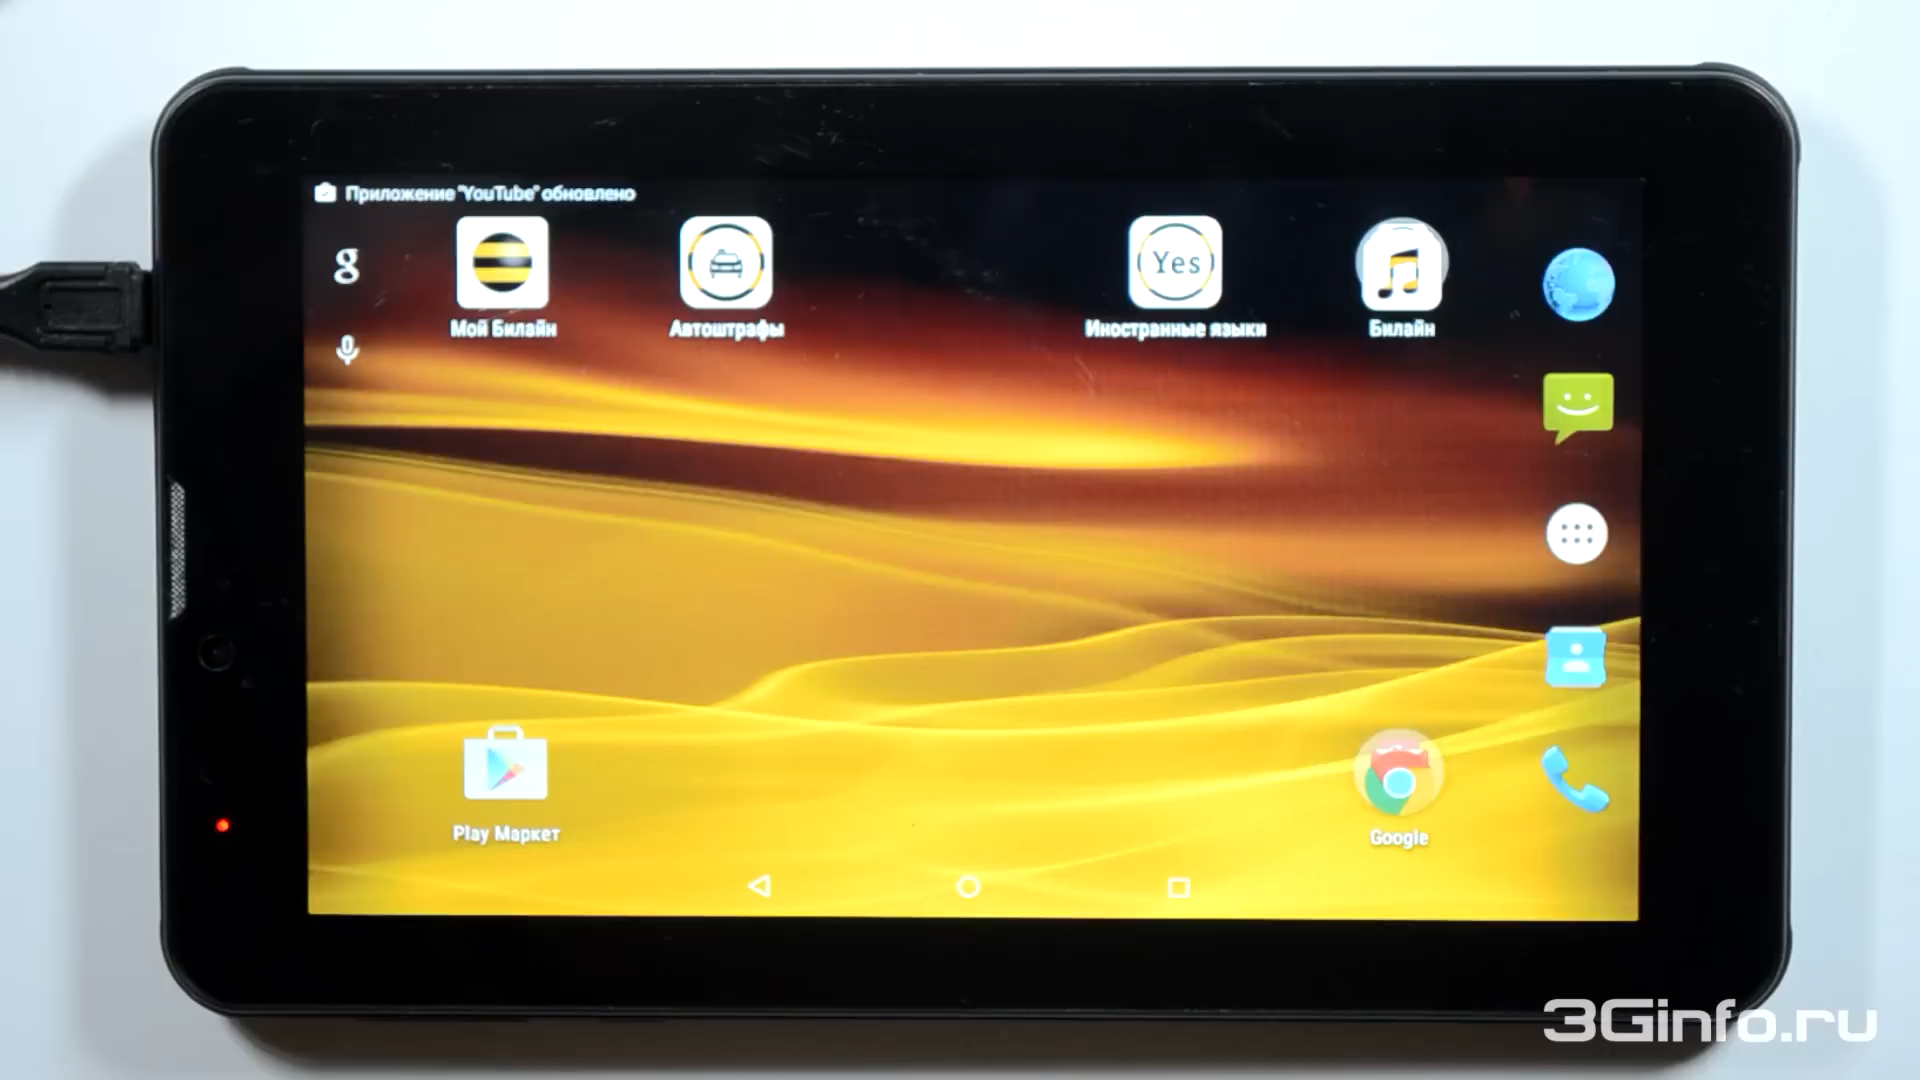 Приложение "YouTube" обновлено
g
Мой Билайн
Автоштрафы
Yes
Иностранные языки
Билайн
Play Маркет
Google
3Ginfo.ru